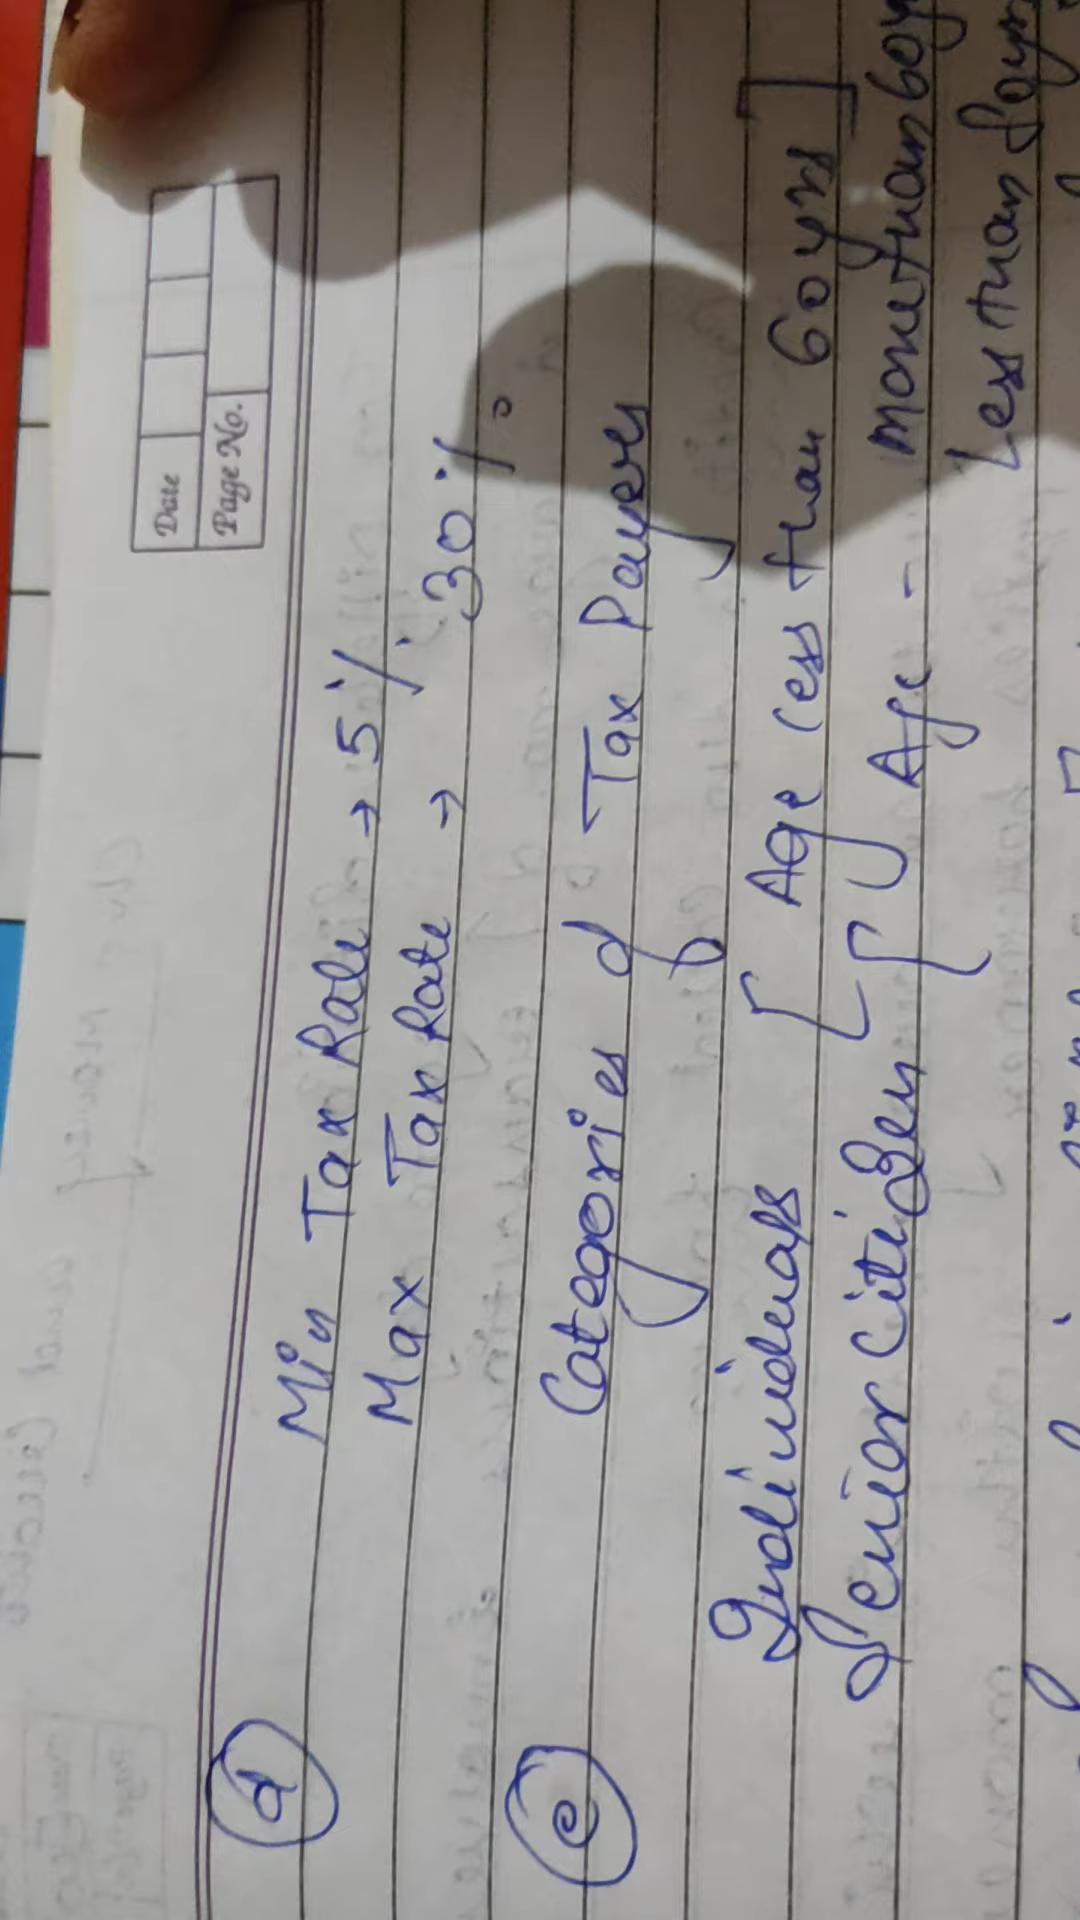 Date
Page No.
d Min Tax Rate → 5%
Max Tax Rate → 30%
e Categories of Tax Payers
Individuals [Age less than 60 yrs]
Senior Citizen [[Age - more than 60 y
Less than 80 yrs